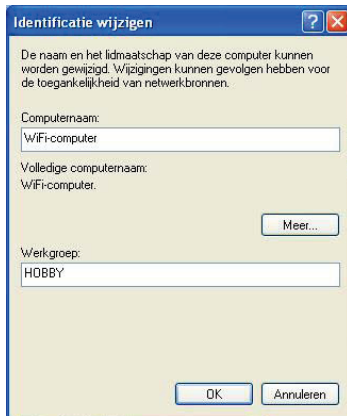 Identificatie wijzigen
De naam en het lidmaatschap van deze computer kunnen
worden gewijzigd. Wijzigingen kunnen gevolgen hebben voor
de toegankelijkheid van netwerkbronnen.
Computernaam:
WiFi-computer
Volledige computernaam:
WiFi-computer.
Meer...
Werkgroep:
HOBBY
OK Annuleren